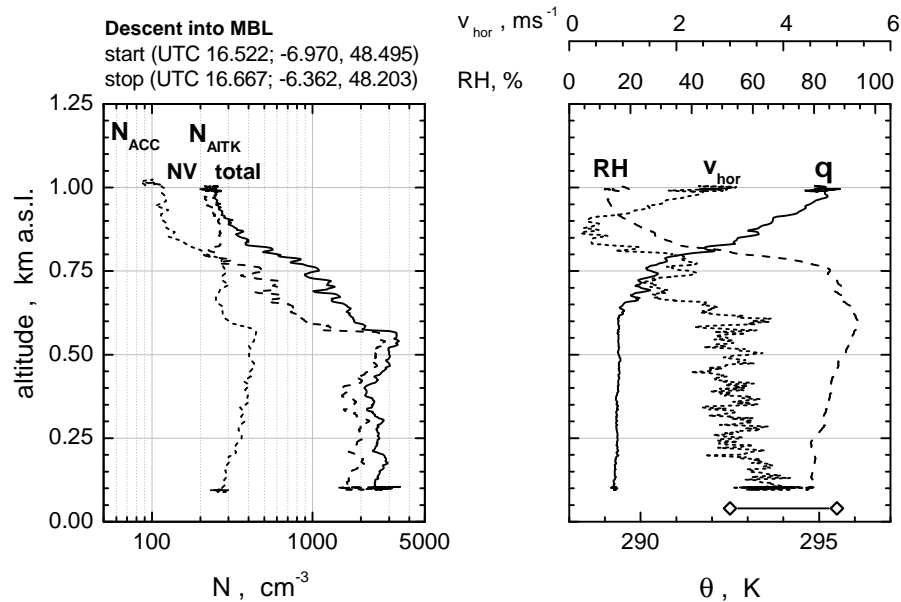 Descent into MBL
start (UTC 16.522; -6.970, 48.495)
stop (UTC 16.667; -6.362, 48.203)
v_hor , ms^-1
0 1 2 3 4 5 6
RH, %
0 20 40 60 80 100
1.25
1.00
0.75
0.50
0.25
0.00
altitude , km a.s.l.
N_ACC
N_AITK
NV total
100 1000 5000
N , cm^-3
RH v_hor q
290 295
θ , K